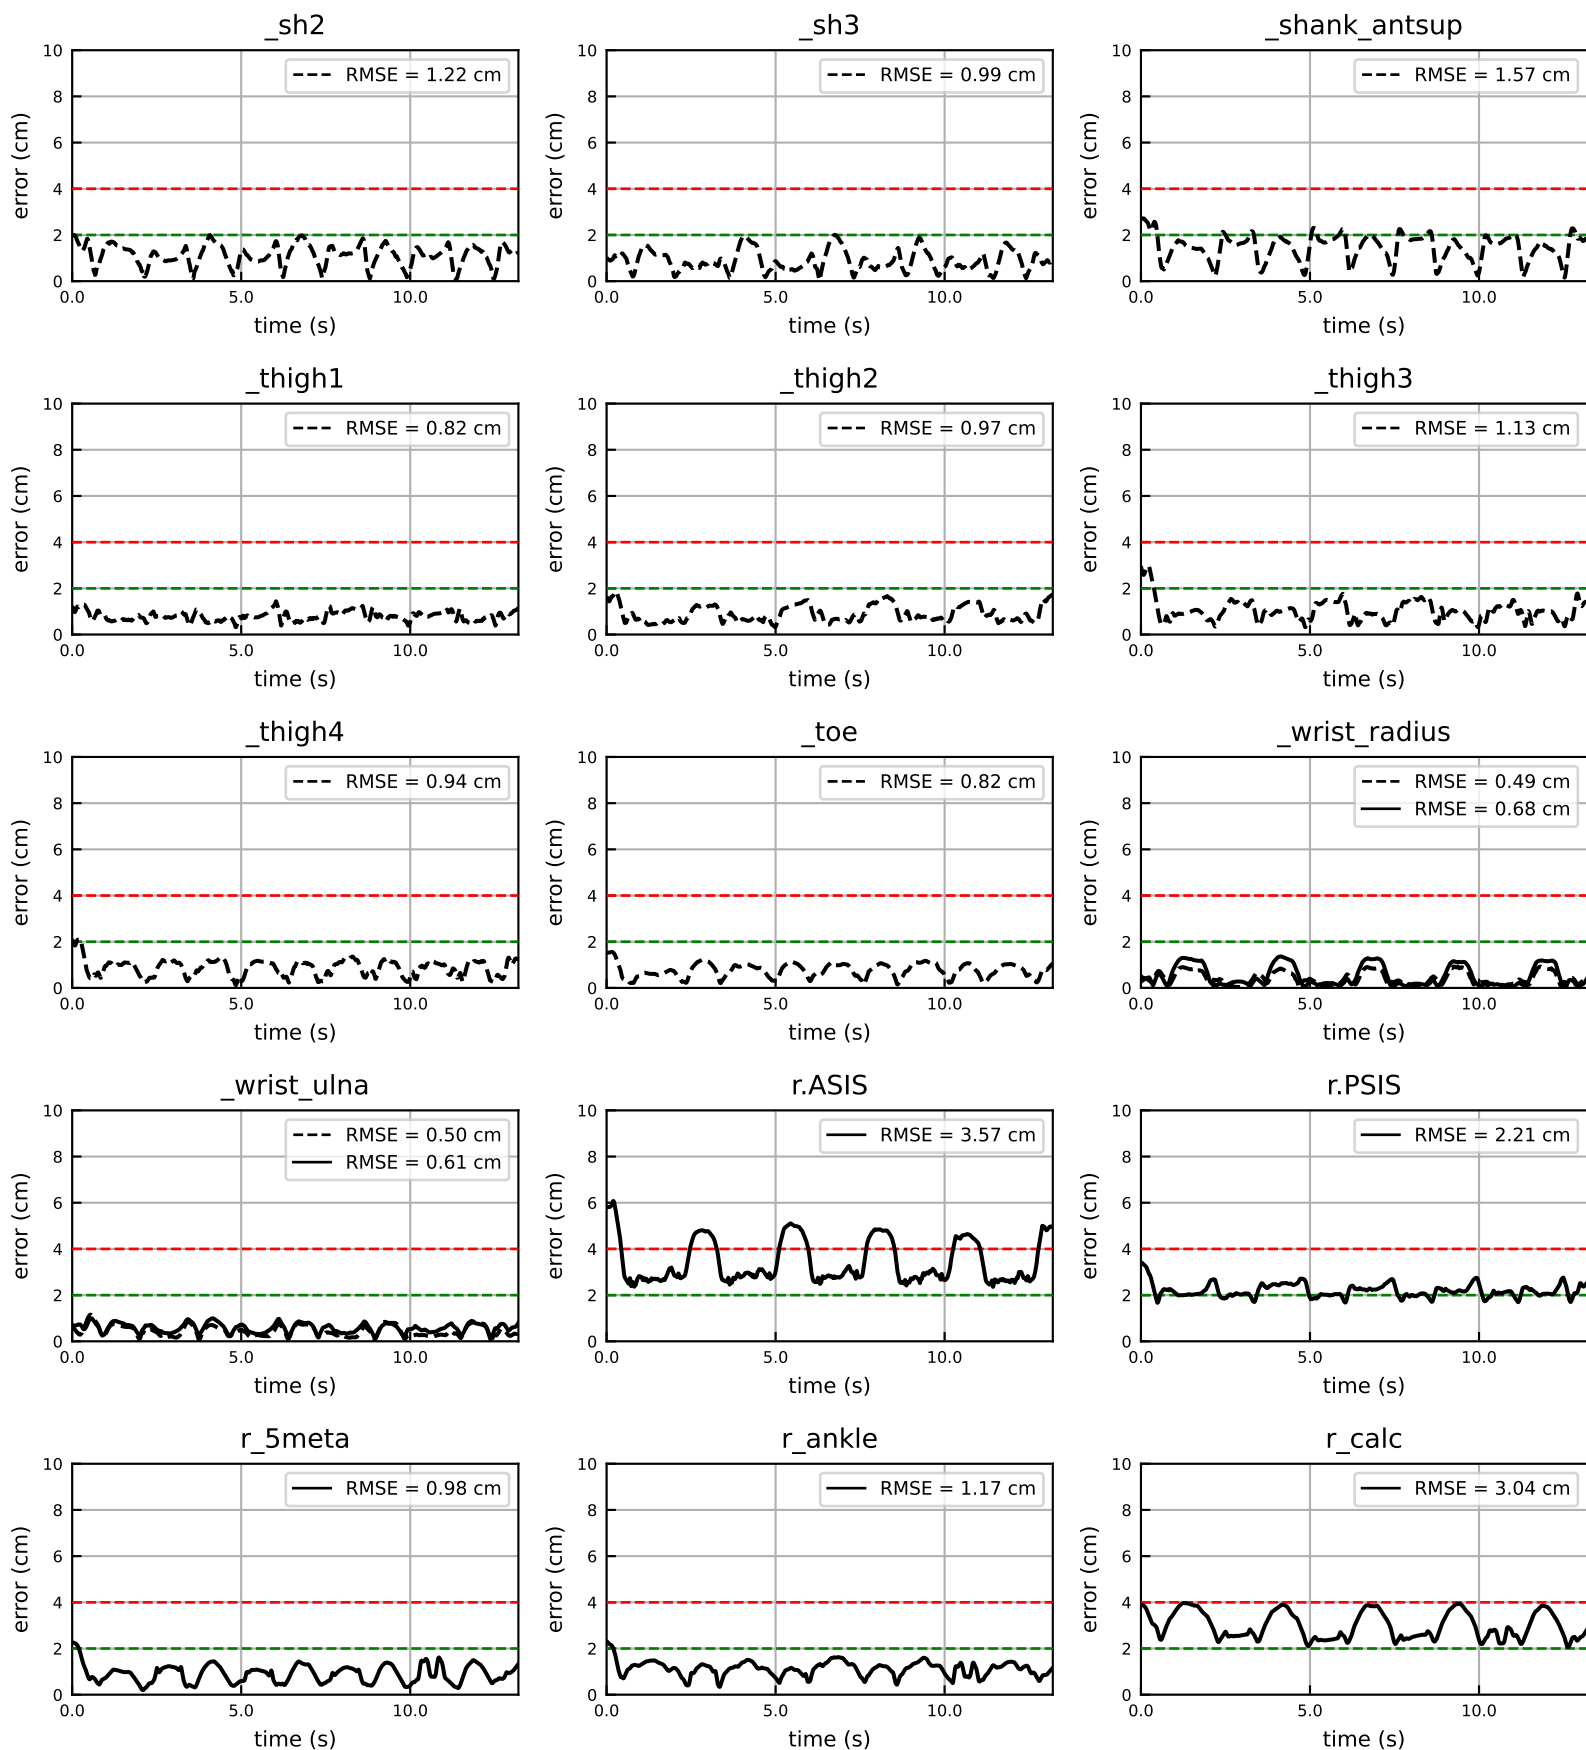 _sh2
_sh3
_shank_antsup
10
8
6
4
2
0
error (cm)
RMSE = 1.22 cm
0.0
5.0
10.0
time (s)
10
8
6
4
2
0
error (cm)
RMSE = 0.99 cm
0.0
5.0
10.0
time (s)
10
8
6
4
2
0
error (cm)
RMSE = 1.57 cm
0.0
5.0
10.0
time (s)
_thigh1
_thigh2
_thigh3
10
8
6
4
2
0
error (cm)
RMSE = 0.82 cm
0.0
5.0
10.0
time (s)
10
8
6
4
2
0
error (cm)
RMSE = 0.97 cm
0.0
5.0
10.0
time (s)
10
8
6
4
2
0
error (cm)
RMSE = 1.13 cm
0.0
5.0
10.0
time (s)
_thigh4
_toe
_wrist_radius
10
8
6
4
2
0
error (cm)
RMSE = 0.94 cm
0.0
5.0
10.0
time (s)
10
8
6
4
2
0
error (cm)
RMSE = 0.82 cm
0.0
5.0
10.0
time (s)
10
8
6
4
2
0
error (cm)
RMSE = 0.49 cm
RMSE = 0.68 cm
0.0
5.0
10.0
time (s)
_wrist_ulna
r.ASIS
r.PSIS
10
8
6
4
2
0
error (cm)
RMSE = 0.50 cm
RMSE = 0.61 cm
0.0
5.0
10.0
time (s)
10
8
6
4
2
0
error (cm)
RMSE = 3.57 cm
0.0
5.0
10.0
time (s)
10
8
6
4
2
0
error (cm)
RMSE = 2.21 cm
0.0
5.0
10.0
time (s)
r_5meta
r_ankle
r_calc
10
8
6
4
2
0
error (cm)
RMSE = 0.98 cm
0.0
5.0
10.0
time (s)
10
8
6
4
2
0
error (cm)
RMSE = 1.17 cm
0.0
5.0
10.0
time (s)
10
8
6
4
2
0
error (cm)
RMSE = 3.04 cm
0.0
5.0
10.0
time (s)